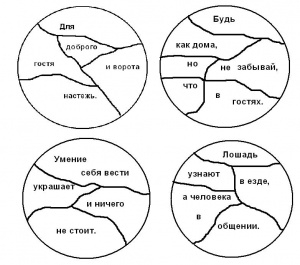 Для
доброго
гостя
и ворота
настежь.
Будь
как дома,
но
не забывай,
что
в
гостях.
Умение
себя вести
украшает
и ничего
не стоит.
Лошадь
узнают
в езде,
а человека
в
общении.